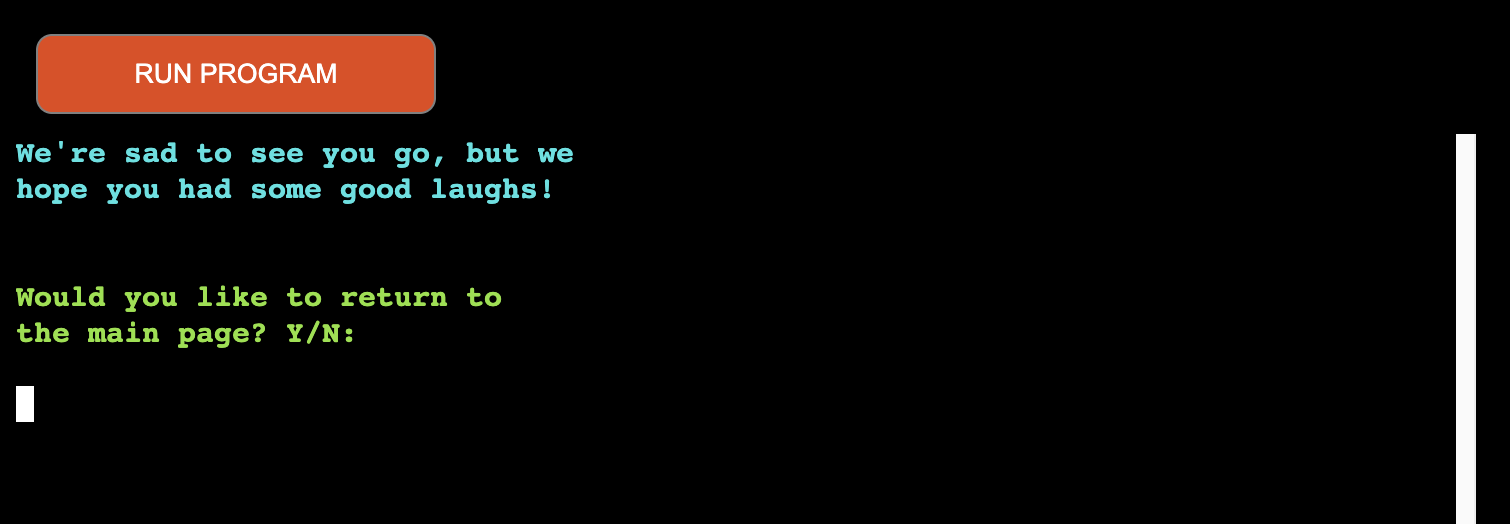 RUN PROGRAM
We're sad to see you go, but we
hope you had some good laughs!
Would you like to return to
the main page? Y/N: